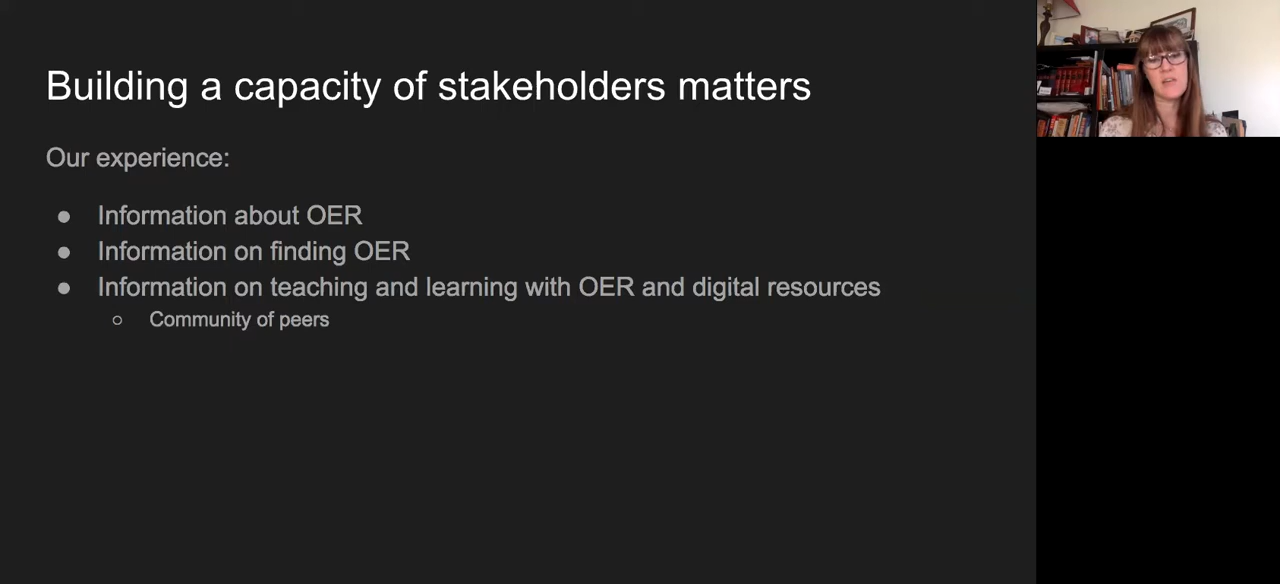 Building a capacity of stakeholders matters
Our experience:
● Information about OER
● Information on finding OER
● Information on teaching and learning with OER and digital resources
○ Community of peers